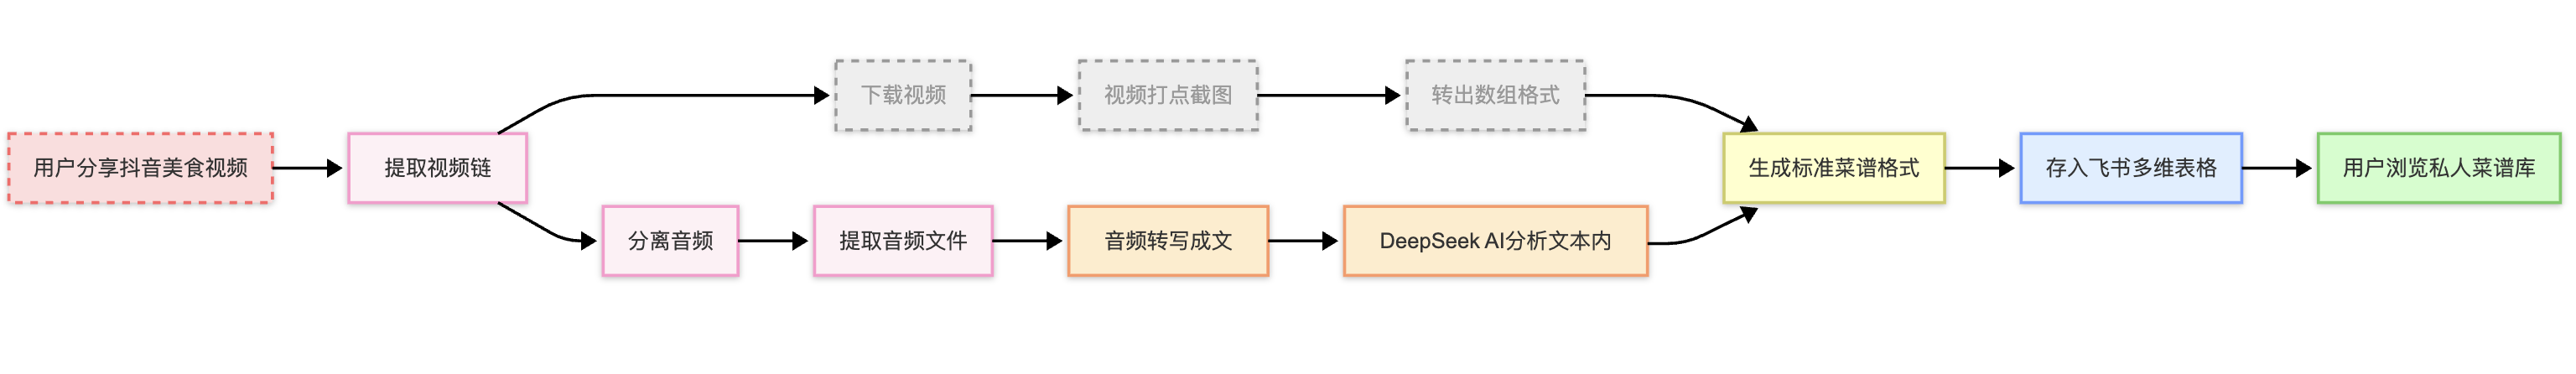 下载视频
视频打点截图
转出数组格式
用户分享抖音美食视频
提取视频链
生成标准菜谱格式
存入飞书多维表格
用户浏览私人菜谱库
分离音频
提取音频文件
音频转写成文
DeepSeek AI分析文本内